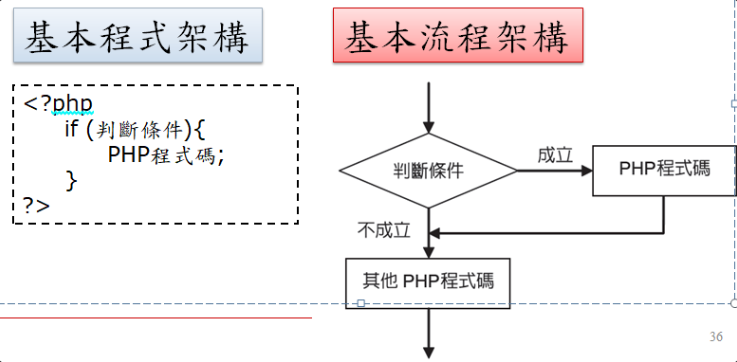 基本程式架構
<?php
if (判斷條件){
PHP程式碼;
}
?>
基本流程架構
判斷條件
成立
PHP程式碼
不成立
其他 PHP程式碼
36